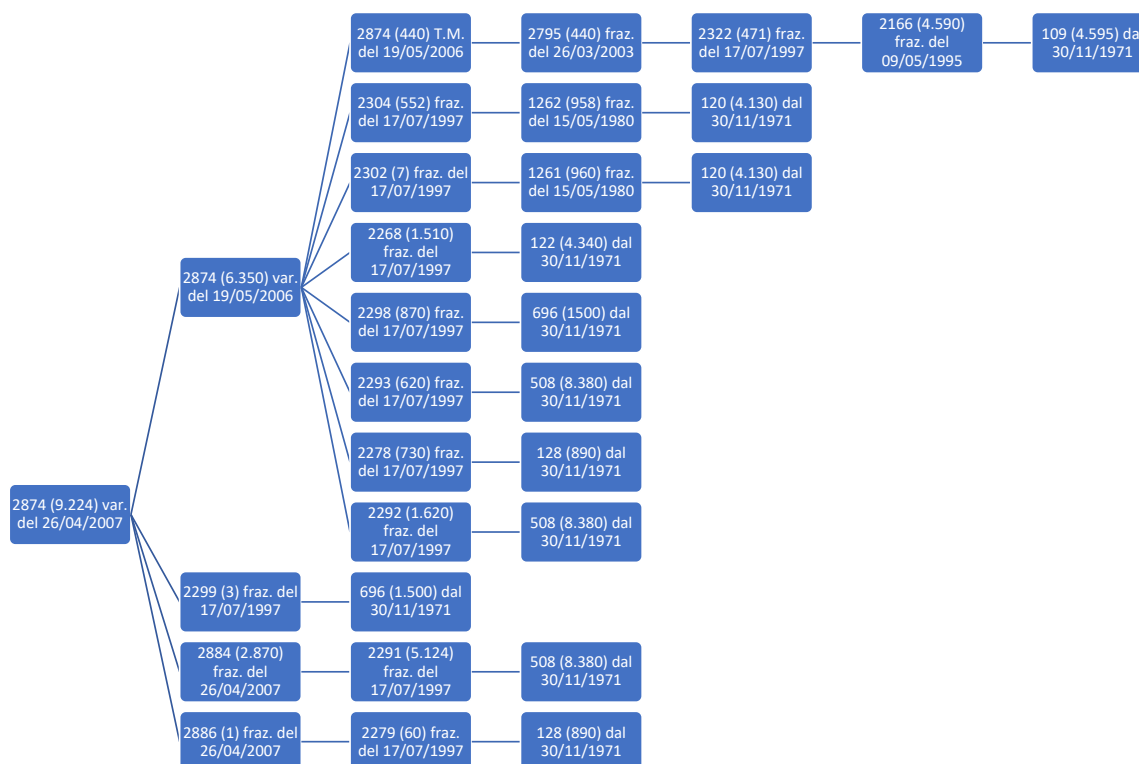 2874 (440) T.M.
del 19/05/2006
2795 (440) fraz.
del 26/03/2003
2322 (471) fraz.
del 17/07/1997
2166 (4.590)
fraz. del
09/05/1995
109 (4.595) dal
30/11/1971
2304 (552) fraz.
del 17/07/1997
1262 (958) fraz.
del 15/05/1980
120 (4.130) dal
30/11/1971
2302 (7) fraz. del
17/07/1997
1261 (960) fraz.
del 15/05/1980
120 (4.130) dal
30/11/1971
2268 (1.510)
fraz. del
17/07/1997
122 (4.340) dal
30/11/1971
2874 (6.350) var.
del 19/05/2006
2298 (870) fraz.
del 17/07/1997
696 (1500) dal
30/11/1971
2293 (620) fraz.
del 17/07/1997
508 (8.380) dal
30/11/1971
2278 (730) fraz.
del 17/07/1997
128 (890) dal
30/11/1971
2874 (9.224) var.
del 26/04/2007
2292 (1.620)
fraz. del
17/07/1997
508 (8.380) dal
30/11/1971
2299 (3) fraz. del
17/07/1997
696 (1.500) dal
30/11/1971
2884 (2.870)
fraz. del
26/04/2007
2291 (5.124)
fraz. del
17/07/1997
508 (8.380) dal
30/11/1971
2886 (1) fraz. del
26/04/2007
2279 (60) fraz.
del 17/07/1997
128 (890) dal
30/11/1971